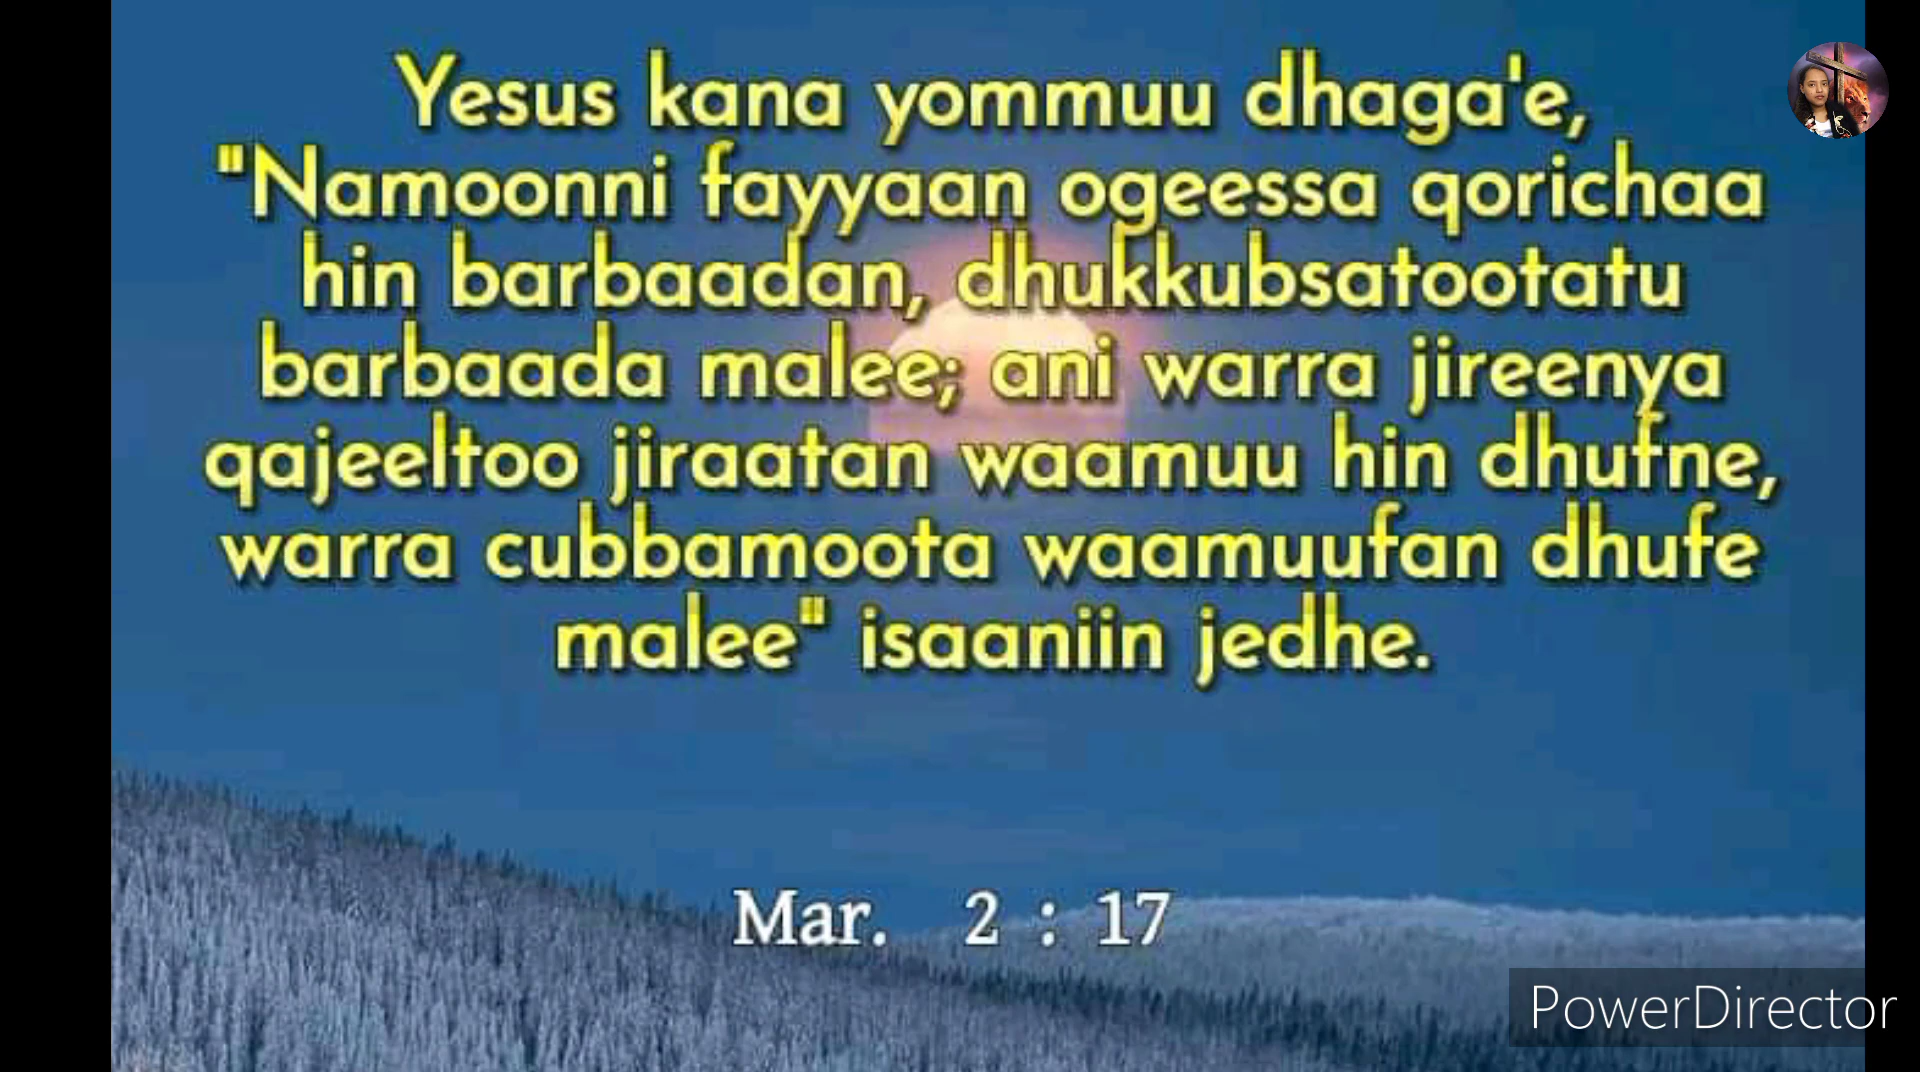 Yesus kana yommuu dhaga'e,
"Namoonni fayyaan ogeessa qorichaa
hin barbaadan, dhukkubsatootatu
barbaada malee; ani warra jireenya
qajeeltoo jiraatan waamuu hin dhufne,
warra cubbamoota waamuufan dhufe
malee" isaaniin jedhe.
Mar. 2 : 17
PowerDirector